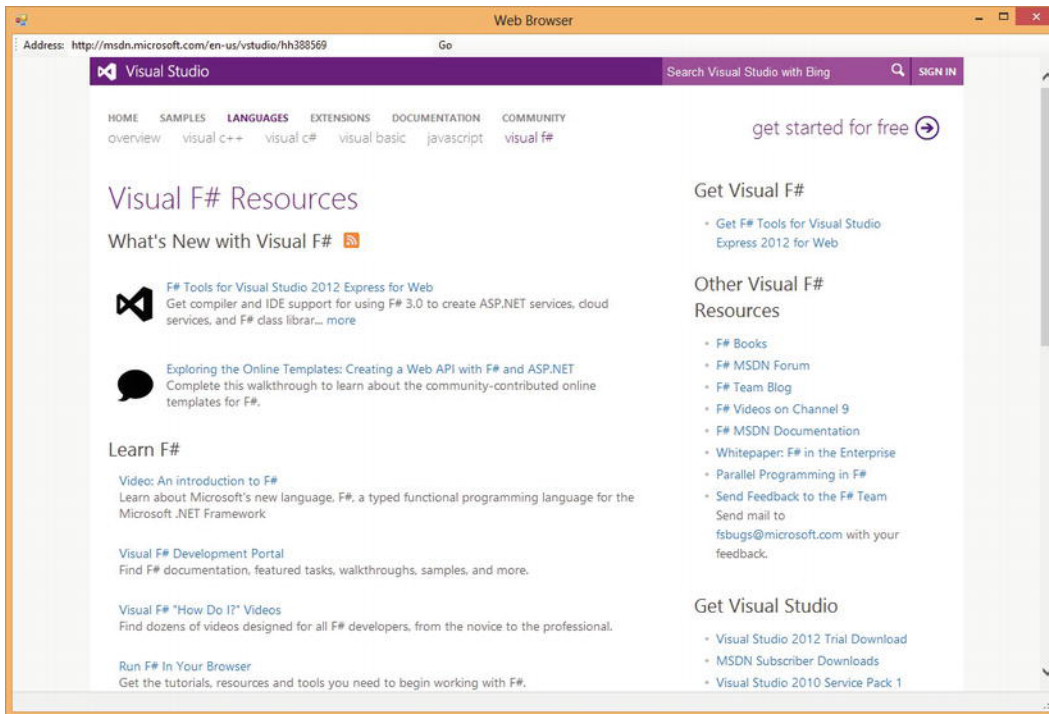 Web Browser
Address: http://msdn.microsoft.com/en-us/vstudio/hh388569 Go
Visual Studio
Search Visual Studio with Bing
SIGN IN
HOME SAMPLES LANGUAGES EXTENSIONS DOCUMENTATION COMMUNITY
overview visual c++ visual c# visual basic javascript visual f#
get started for free
Visual F# Resources
What's New with Visual F#
F# Tools for Visual Studio 2012 Express for Web
Get compiler and IDE support for using F# 3.0 to create ASP.NET services, cloud
services, and F# class librar... more
Exploring the Online Templates: Creating a Web API with F# and ASP.NET
Complete this walkthrough to learn about the community-contributed online
templates for F#.
Learn F#
Video: An introduction to F#
Learn about Microsoft's new language, F#, a typed functional programming language for the
Microsoft .NET Framework
Visual F# Development Portal
Find F# documentation, featured tasks, walkthroughs, samples, and more.
Visual F# "How Do I?" Videos
Find dozens of videos designed for all F# developers, from the novice to the professional.
Run F# In Your Browser
Get the tutorials, resources and tools you need to begin working with F#.
Get Visual F#
Get F# Tools for Visual Studio
Express 2012 for Web
Other Visual F#
Resources
F# Books
F# MSDN Forum
F# Team Blog
F# Videos on Channel 9
F# MSDN Documentation
Whitepaper: F# in the Enterprise
Parallel Programming in F#
Send Feedback to the F# Team
Send mail to
fsbugs@microsoft.com with your
feedback.
Get Visual Studio
Visual Studio 2012 Trial Download
MSDN Subscriber Downloads
Visual Studio 2010 Service Pack 1